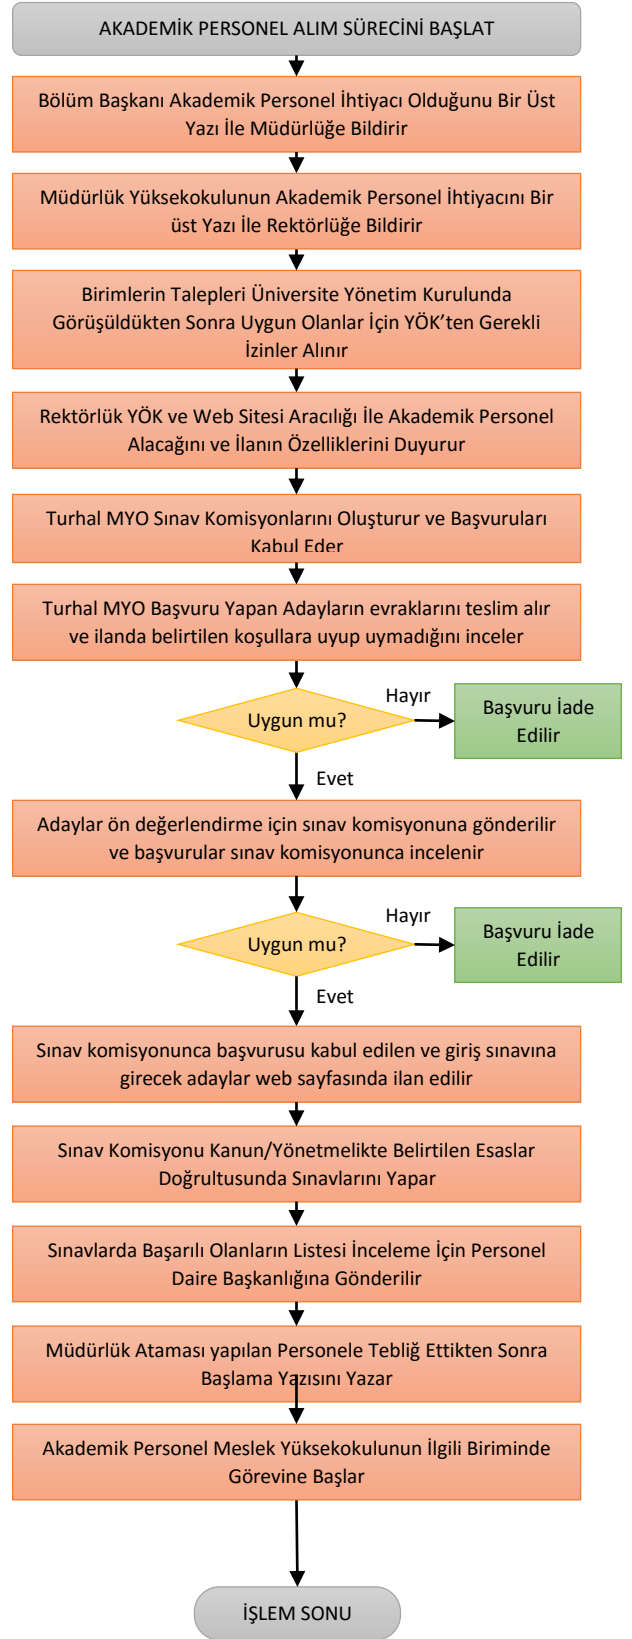 AKADEMİK PERSONEL ALIM SÜRECİNİ BAŞLAT
Bölüm Başkanı Akademik Personel İhtiyacı Olduğunu Bir Üst
Yazı İle Müdürlüğe Bildirir
Müdürlük Yüksekokulunun Akademik Personel İhtiyacını Bir
üst Yazı İle Rektörlüğe Bildirir
Birimlerin Talepleri Üniversite Yönetim Kurulunda
Görüşüldükten Sonra Uygun Olanlar İçin YÖK’ten Gerekli
İzinler Alınır
Rektörlük YÖK ve Web Sitesi Aracılığı İle Akademik Personel
Alacağını ve İlanın Özelliklerini Duyurur
Turhal MYO Sınav Komisyonlarını Oluşturur ve Başvuruları
Kabul Eder
Turhal MYO Başvuru Yapan Adayların evraklarını teslim alır
ve ilanda belirtilen koşullara uyup uymadığını inceler
Uygun mu?
Hayır
Başvuru İade
Edilir
Evet
Adaylar ön değerlendirme için sınav komisyonuna gönderilir
ve başvurular sınav komisyonunca incelenir
Uygun mu?
Hayır
Başvuru İade
Edilir
Evet
Sınav komisyonunca başvurusu kabul edilen ve giriş sınavına
girecek adaylar web sayfasında ilan edilir
Sınav Komisyonu Kanun/Yönetmelikte Belirtilen Esaslar
Doğrultusunda Sınavlarını Yapar
Sınavlarda Başarılı Olanların Listesi İnceleme İçin Personel
Daire Başkanlığına Gönderilir
Müdürlük Ataması yapılan Personele Tebliğ Ettikten Sonra
Başlama Yazısını Yazar
Akademik Personel Meslek Yüksekokulunun İlgili Biriminde
Görevine Başlar
İŞLEM SONU